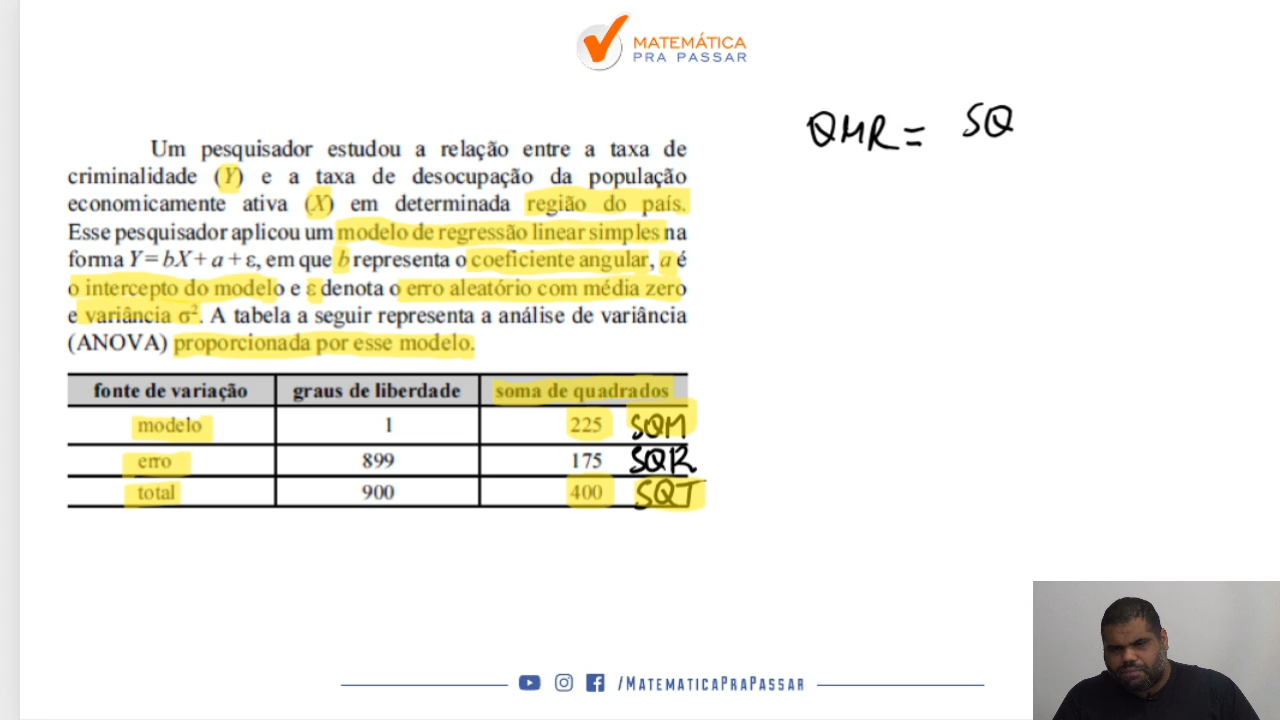 MATEMÁTICA
PRA PASSAR
QMR = SQ
Um pesquisador estudou a relação entre a taxa de
criminalidade (Y) e a taxa de desocupação da população
economicamente ativa (X) em determinada região do país.
Esse pesquisador aplicou um modelo de regressão linear simples na
forma Y = bX + a + ε, em que b representa o coeficiente angular, a é
o intercepto do modelo e ε denota o erro aleatório com média zero
e variância σ². A tabela a seguir representa a análise de variância
(ANOVA) proporcionada por esse modelo.
fonte de variação graus de liberdade soma de quadrados
modelo 1 225 SQM
erro 899 175 SQR
total 900 400 SQT
/MATEMATICAPRAPASSAR